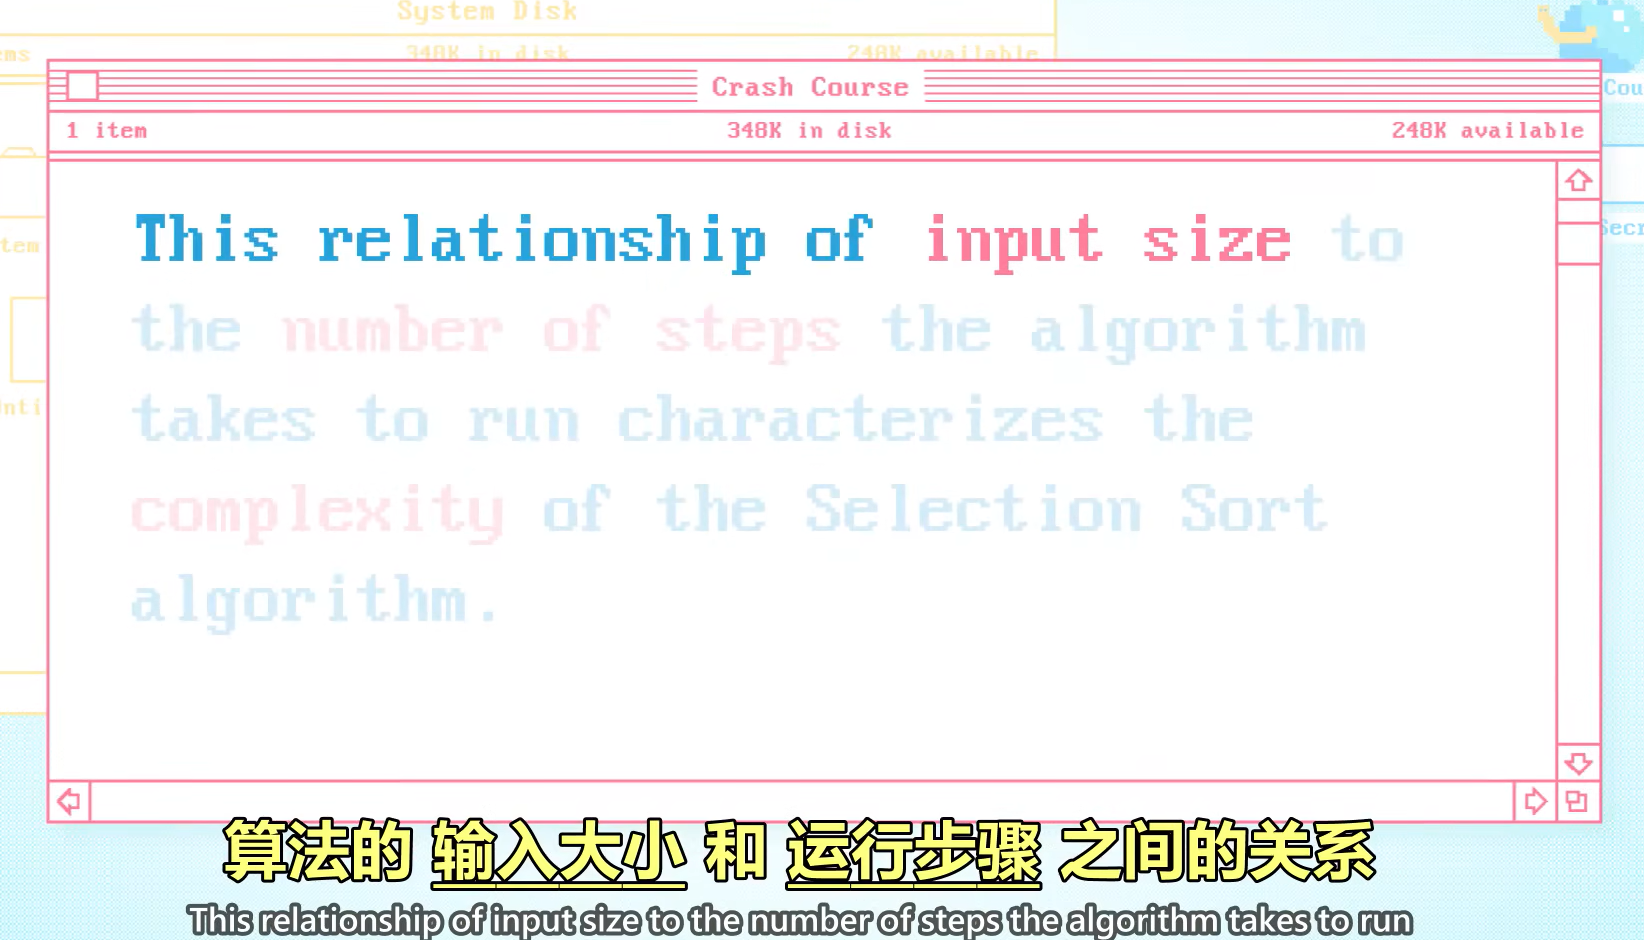 System Disk
ems 348K in disk 248K available
Crash Course
Cou
1 item 348K in disk 248K available
This relationship of input size to
the number of steps the algorithm
takes to run characterizes the
complexity of the Selection Sort
algorithm.
tem
Secr
Unti
算法的 输入大小 和 运行步骤 之间的关系
This relationship of input size to the number of steps the algorithm takes to run